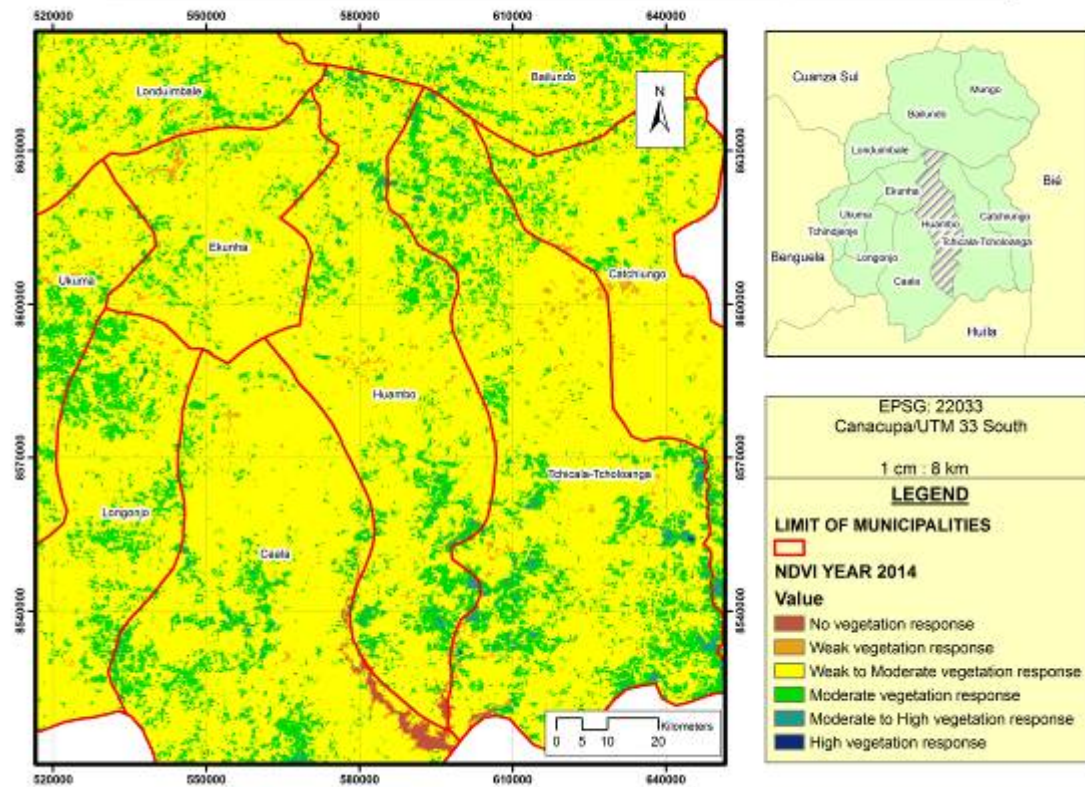 520000 550000 580000 610000 640000
Londuimbale
Bailundo
N
8630000 8630000
Ekunha
Ukuma
Catchiungo
8600000 8600000
Huambo
8570000 8570000
Tchicala-Tcholoanga
Longonjo
Caala
8540000 8540000
Kilometers
0 5 10 20
520000 550000 580000 610000 640000
Cuanza Sul
Mungo
Bailundo
Londuimbale
Bié
Ekunha
Ukuma
Catchiungo
Huambo
Tchindjenje
Tchicala-Tcholoanga
Benguela
Longonjo
Caala
Huila
EPSG: 22033
Canacupa/UTM 33 South
1 cm : 8 km
LEGEND
LIMIT OF MUNICIPALITIES
NDVI YEAR 2014
Value
No vegetation response
Weak vegetation response
Weak to Moderate vegetation response
Moderate vegetation response
Moderate to High vegetation response
High vegetation response